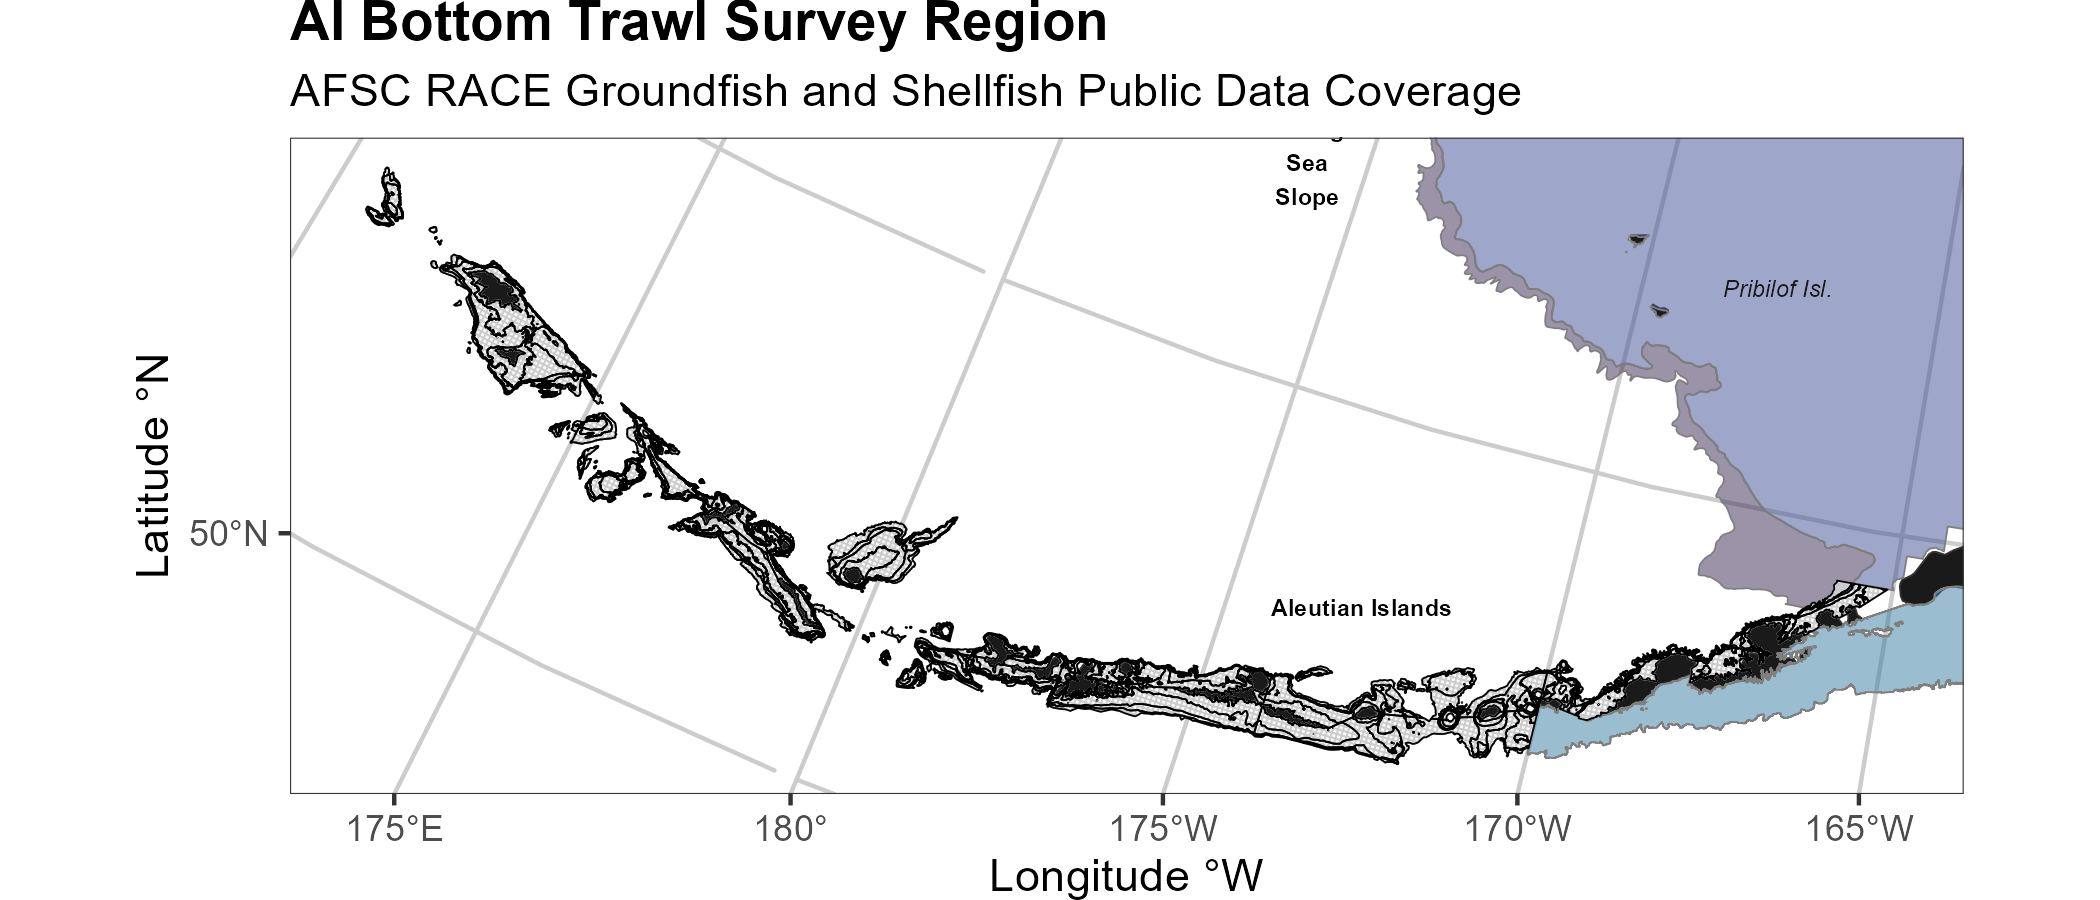 AI Bottom Trawl Survey Region
AFSC RACE Groundfish and Shellfish Public Data Coverage
Sea
Slope
Pribilof Isl.
Aleutian Islands
Latitude °N
50°N
175°E
180°
175°W
170°W
165°W
Longitude °W